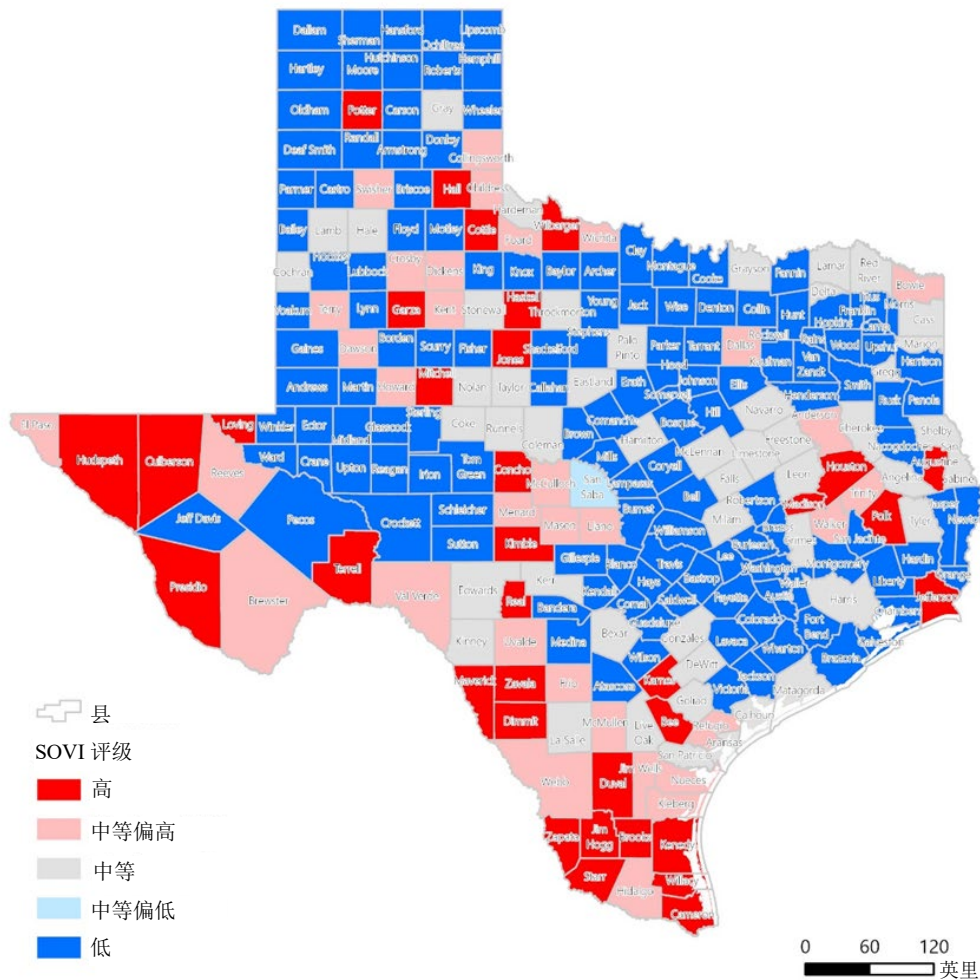 Dallam Sherman Hansford Ochiltree Lipscomb
Hartley Moore Hutchinson Roberts Hemphill
Oldham Potter Carson Gray Wheeler
Deaf Smith Randall Armstrong Donley Collingsworth
Parmer Castro Swisher Briscoe Hall Childress
Hardeman
Bailey Lamb Hale Floyd Motley Cottle Foard Wilbarger Wichita
Clay Montague Cooke Grayson Fannin Lamar Red River Bowie
Cochran Hockley Lubbock Crosby Dickens King Knox Baylor Archer
Delta Morris Cass
Yoakum Terry Lynn Garza Kent Stonewall Haskell Throckmorton Young Jack Wise Denton Collin Hunt Hopkins Franklin Camp
Gaines Dawson Borden Scurry Fisher Jones Shackelford Stephens Palo Pinto Parker Tarrant Dallas Rockwall Kaufman Rains Van Zandt Wood Upshur Marion Harrison
Gregg
Andrews Martin Howard Mitchell Nolan Taylor Callahan Eastland Erath Hood Somervell Johnson Ellis Henderson Smith Rusk Panola
El Paso Hudspeth Culberson Reeves Loving Winkler Ector Midland Glasscock Sterling Coke Runnels Coleman Brown Comanche Hamilton Bosque Hill Navarro Freestone Anderson Cherokee Nacogdoches Shelby
Ward Crane Upton Reagan Irion Tom Green Concho McCulloch San Saba Mills Lampasas Coryell McLennan Limestone Falls Leon Houston Angelina San Augustine Sabine
Jeff Davis Pecos Crockett Schleicher Menard Mason Llano Burnet Bell Milam Robertson Madison Trinity Walker Polk Tyler Jasper
Sutton Kimble Gillespie Blanco Williamson Travis Lee Burleson Grimes San Jacinto Hardin
Presidio Brewster Terrell Val Verde Edwards Kerr Real Bandera Kendall Comal Hays Caldwell Bastrop Fayette Washington Austin Waller Montgomery Liberty Orange
Harris Chambers Jefferson
Kinney Uvalde Medina Bexar Guadalupe Gonzales Lavaca Colorado Wharton Fort Bend Brazoria Galveston
Maverick Zavala Frio Atascosa Wilson Karnes DeWitt Victoria Jackson Matagorda
Dimmit La Salle McMullen Live Oak Bee Goliad Refugio Calhoun
Aransas
San Patricio
Webb Duval Jim Wells Nueces
Kleberg
Zapata Jim Hogg Brooks Kenedy
Starr Hidalgo Willacy
Cameron
县
SOVI 评级
高
中等偏高
中等
中等偏低
低
0 60 120
英里